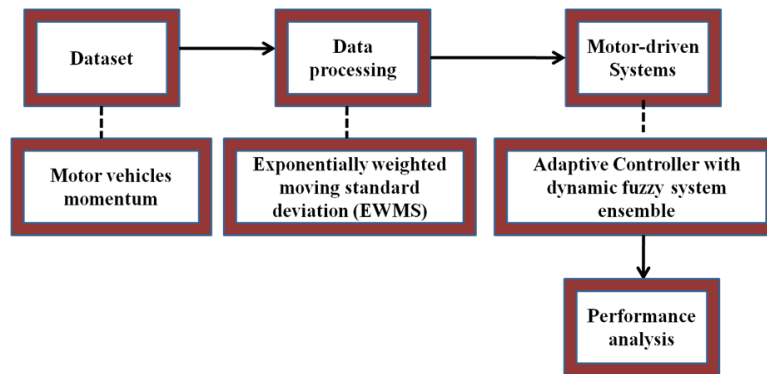 Dataset
Data
processing
Motor-driven
Systems
Motor vehicles
momentum
Exponentially weighted
moving standard
deviation (EWMS)
Adaptive Controller with
dynamic fuzzy system
ensemble
Performance
analysis